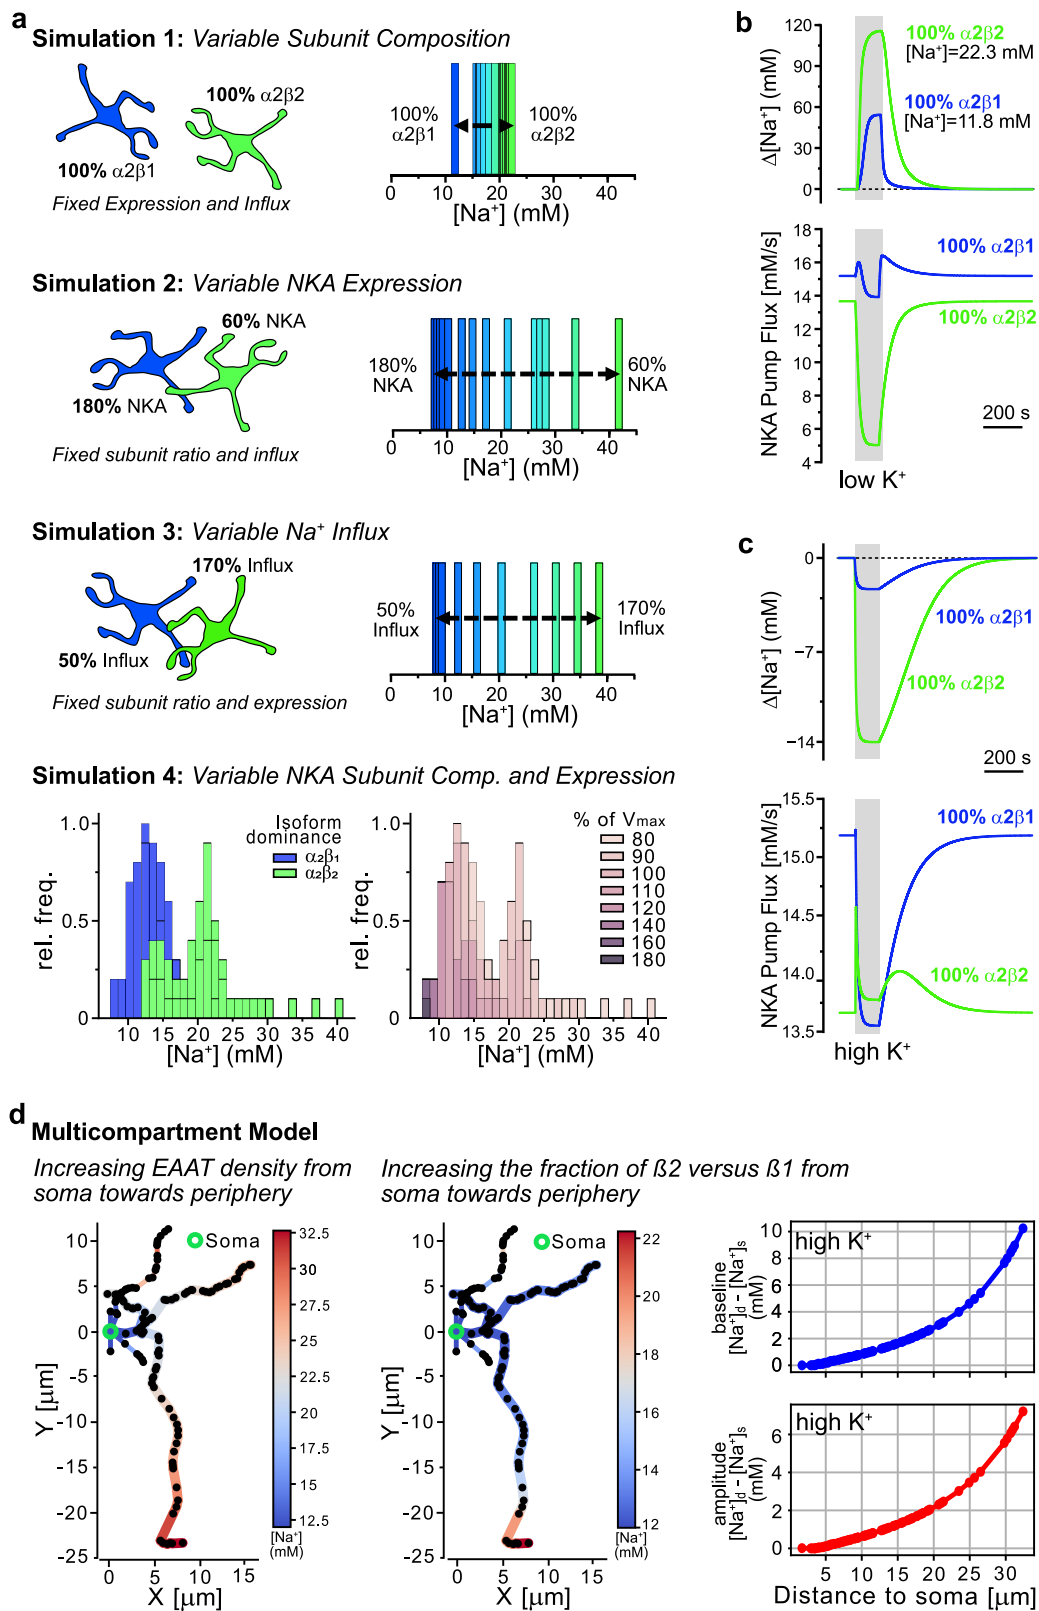 a
Simulation 1: Variable Subunit Composition
100% α2β2
100% α2β1
Fixed Expression and Influx
100%
α2β1
100%
α2β2
0 10 20 30 40
[Na⁺] (mM)
Simulation 2: Variable NKA Expression
60% NKA
180% NKA
Fixed subunit ratio and influx
180%
NKA
60%
NKA
0 10 20 30 40
[Na⁺] (mM)
Simulation 3: Variable Na⁺ Influx
170% Influx
50% Influx
Fixed subunit ratio and expression
50%
Influx
170%
Influx
0 10 20 30 40
[Na⁺] (mM)
Simulation 4: Variable NKA Subunit Comp. and Expression
rel. freq.
1.0
0.5
0
Isoform
dominance
α₂β₁
α₂β₂
10 15 20 25 30 35 40
[Na⁺] (mM)
rel. freq.
1.0
0.5
0
% of Vmax
80
90
100
110
120
140
160
180
10 15 20 25 30 35 40
[Na⁺] (mM)
b
Δ[Na⁺] (mM)
120
90
60
30
0
100% α2β2
[Na⁺]=22.3 mM
100% α2β1
[Na⁺]=11.8 mM
NKA Pump Flux [mM/s]
18
16
14
12
10
8
6
4
100% α2β1
100% α2β2
200 s
low K⁺
c
Δ[Na⁺] (mM)
0
−7
−14
100% α2β1
100% α2β2
200 s
NKA Pump Flux [mM/s]
15.5
15.0
14.5
14.0
13.5
100% α2β1
100% α2β2
high K⁺
d
Multicompartment Model
Increasing EAAT density from
soma towards periphery
Soma
Y [μm]
10
5
0
-5
-10
-15
-20
-25
0 5 10 15
X [μm]
32.5
30
27.5
25
22.5
20
17.5
15
12.5
[Na⁺]
(mM)
Increasing the fraction of ß2 versus ß1 from
soma towards periphery
Soma
Y [μm]
10
5
0
-5
-10
-15
-20
-25
0 5 10 15
X [μm]
22
20
18
16
14
12
[Na⁺]
(mM)
high K⁺
baseline
[Na⁺]d – [Na⁺]s
(mM)
10
8
6
4
2
0
high K⁺
amplitude
[Na⁺]d – [Na⁺]s
(mM)
6
4
2
0
5 10 15 20 25 30
Distance to soma [μm]